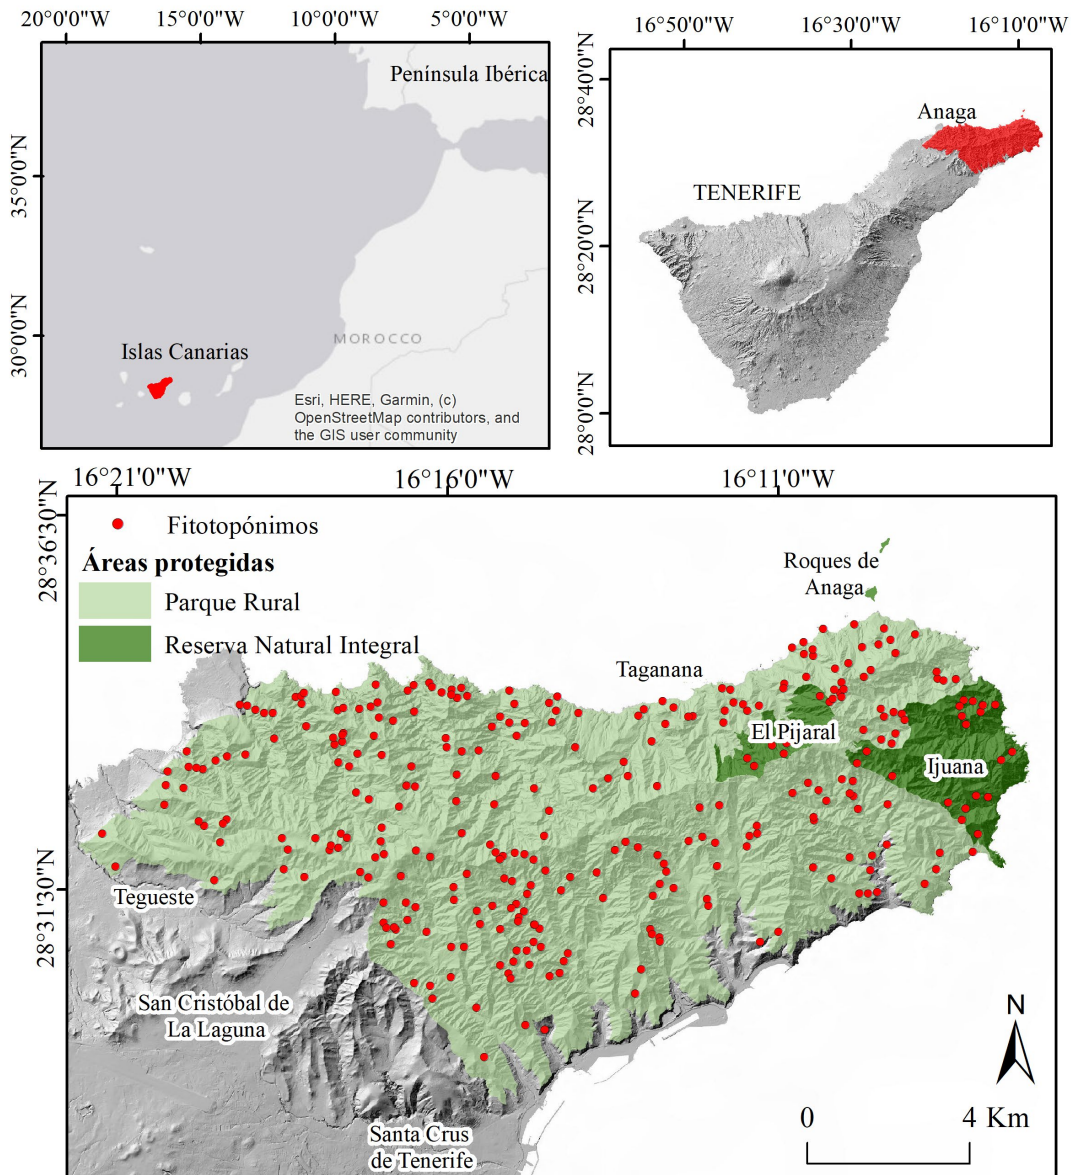 20°0'0"W 15°0'0"W 10°0'0"W 5°0'0"W
35°0'0"N
30°0'0"N
Península Ibérica
MOROCCO
Islas Canarias
Esri, HERE, Garmin, (c)
OpenStreetMap contributors, and
the GIS user community
16°50'0"W 16°30'0"W 16°10'0"W
28°40'0"N
28°20'0"N
28°0'0"N
Anaga
TENERIFE
16°21'0"W 16°16'0"W 16°11'0"W
28°36'30"N
28°31'30"N
Fitotopónimos
Áreas protegidas
Parque Rural
Reserva Natural Integral
Roques de
Anaga
Taganana
El Pijaral
Ijuana
Tegueste
San Cristóbal de
La Laguna
Santa Crus
de Tenerife
N
0 4 Km